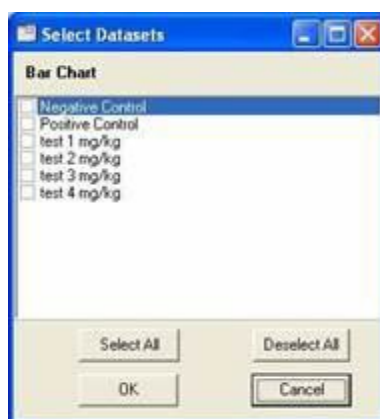 Select Datasets
Bar Chart
Negative Control
Positive Control
test 1 mg/kg
test 2 mg/kg
test 3 mg/kg
test 4 mg/kg
Select All Deselect All
OK Cancel